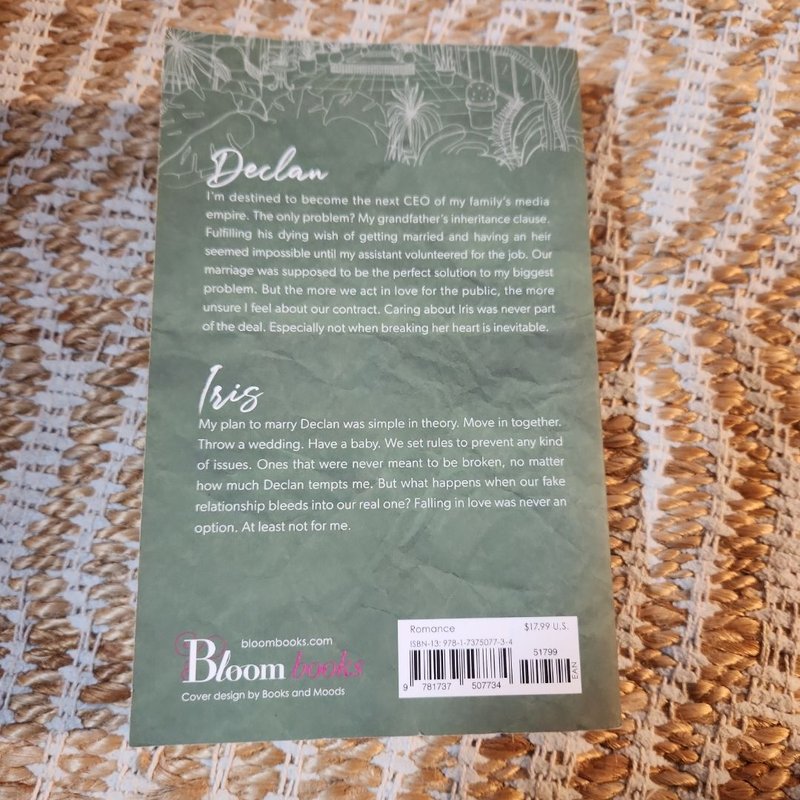 Declan
I'm destined to become the next CEO of my family's media
empire. The only problem? My grandfather's inheritance clause.
Fulfilling his dying wish of getting married and having an heir
seemed impossible until my assistant volunteered for the job. Our
marriage was supposed to be the perfect solution to my biggest
problem. But the more we act in love for the public, the more
unsure I feel about our contract. Caring about Iris was never part
of the deal. Especially not when breaking her heart is inevitable.
Iris
My plan to marry Declan was simple in theory. Move in together.
Throw a wedding. Have a baby. We set rules to prevent any kind
of issues. Ones that were never meant to be broken, no matter
how much Declan tempts me. But what happens when our fake
relationship bleeds into our real one? Falling in love was never an
option. At least not for me.
bloombooks.com
Bloom books
Cover design by Books and Moods
Romance $17.99 U.S.
ISBN-13: 978-1-7375077-3-4
51799
EAN
9 781737 507734